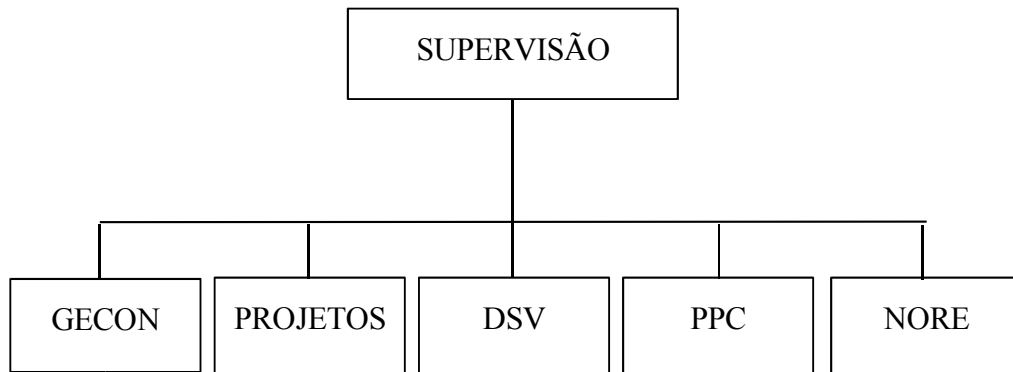 SUPERVISÃO
GECON
PROJETOS
DSV
PPC
NORE